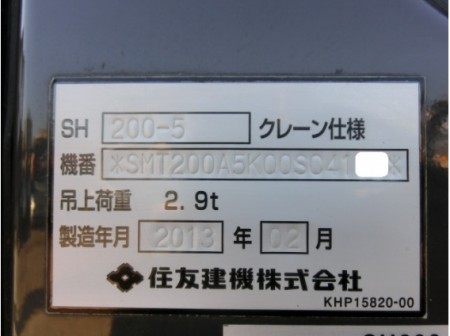 SH 200-5 クレーン仕様
機番 *SMT200A5K00SC41 *
吊上荷重 2.9t
製造年月 2013 年 02 月
住友建機株式会社
KHP15820-00